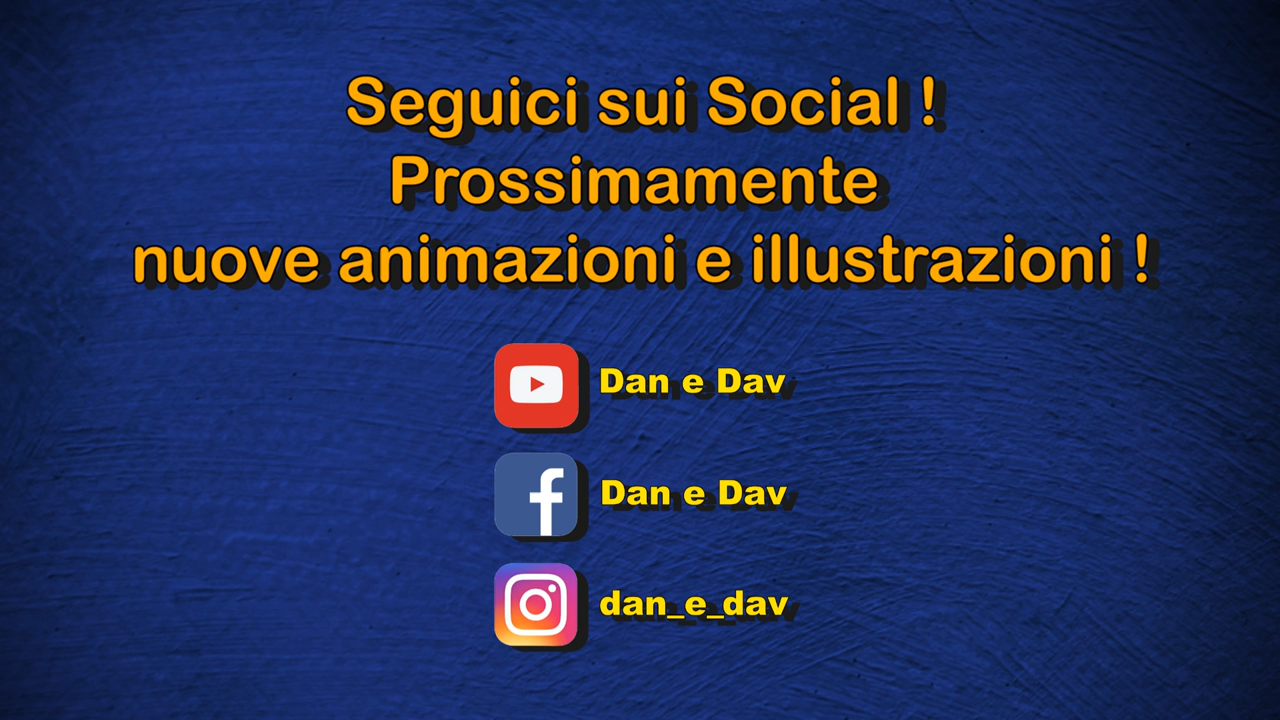 Seguici sui Social !
Prossimamente
nuove animazioni e illustrazioni !
Dan e Dav
Dan e Dav
dan_e_dav